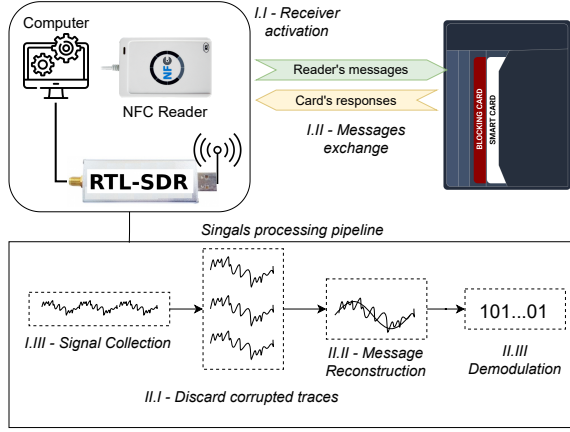 Computer
I.I - Receiver
activation
NFC
NFC Reader
Reader's messages
Card's responses
I.II - Messages
exchange
BLOCKING CARD
SMART CARD
RTL-SDR
Singals processing pipeline
I.III - Signal Collection
II.I - Discard corrupted traces
II.II - Message
Reconstruction
101...01
II.III
Demodulation